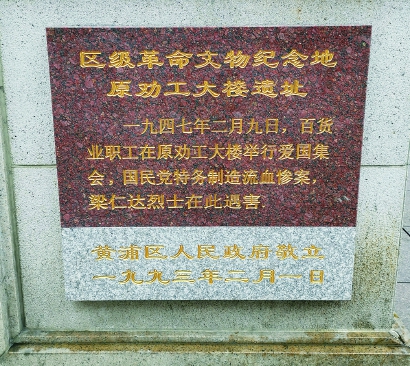 区级革命文物纪念地
原劝工大楼遗址
一九四七年二月九日，百货
业职工在原劝工大楼举行爱国集
会，国民党特务制造流血惨案，
梁仁达烈士在此遇害。
黄浦区人民政府敬立
一九九三年二月一日